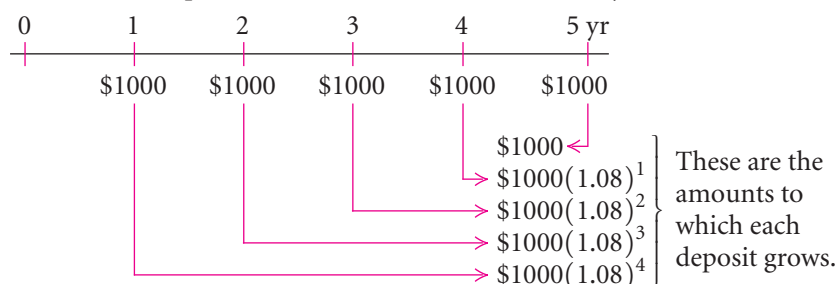 0 1 2 3 4 5 yr
$1000 $1000 $1000 $1000 $1000
$1000
$1000(1.08)^1
$1000(1.08)^2
$1000(1.08)^3
$1000(1.08)^4
These are the
amounts to
which each
deposit grows.